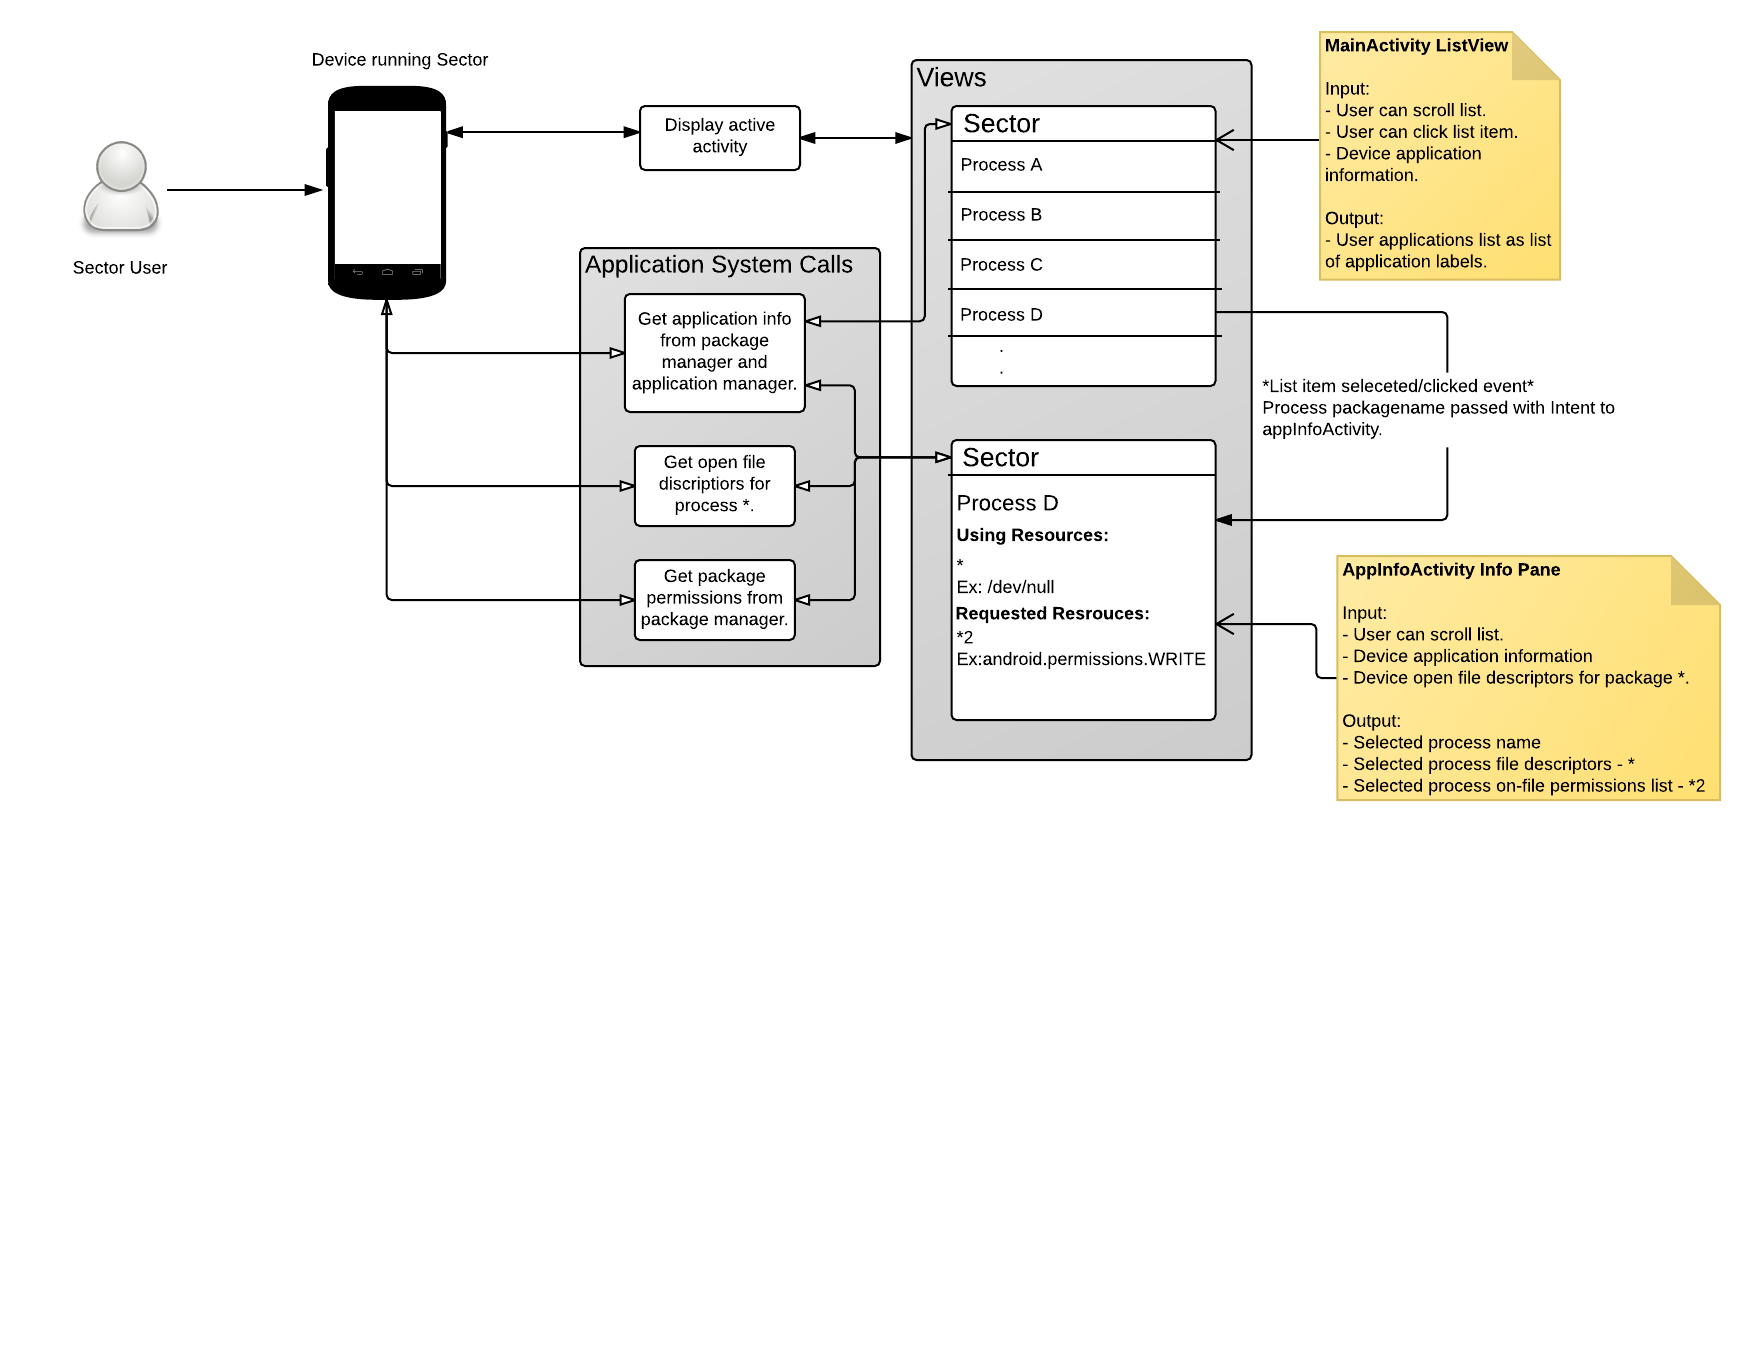 Device running Sector
Sector User
Display active
activity
Application System Calls
Get application info
from package
manager and
application manager.
Get open file
discriptiors for
process *.
Get package
permissions from
package manager.
Views
Sector
Process A
Process B
Process C
Process D
.
.
Sector
Process D
Using Resources:
*
Ex: /dev/null
Requested Resrouces:
*2
Ex:android.permissions.WRITE
MainActivity ListView
Input:
- User can scroll list.
- User can click list item.
- Device application
information.
Output:
- User applications list as list
of application labels.
*List item seleceted/clicked event*
Process packagename passed with Intent to
appInfoActivity.
AppInfoActivity Info Pane
Input:
- User can scroll list.
- Device application information
- Device open file descriptors for package *.
Output:
- Selected process name
- Selected process file descriptors - *
- Selected process on-file permissions list - *2